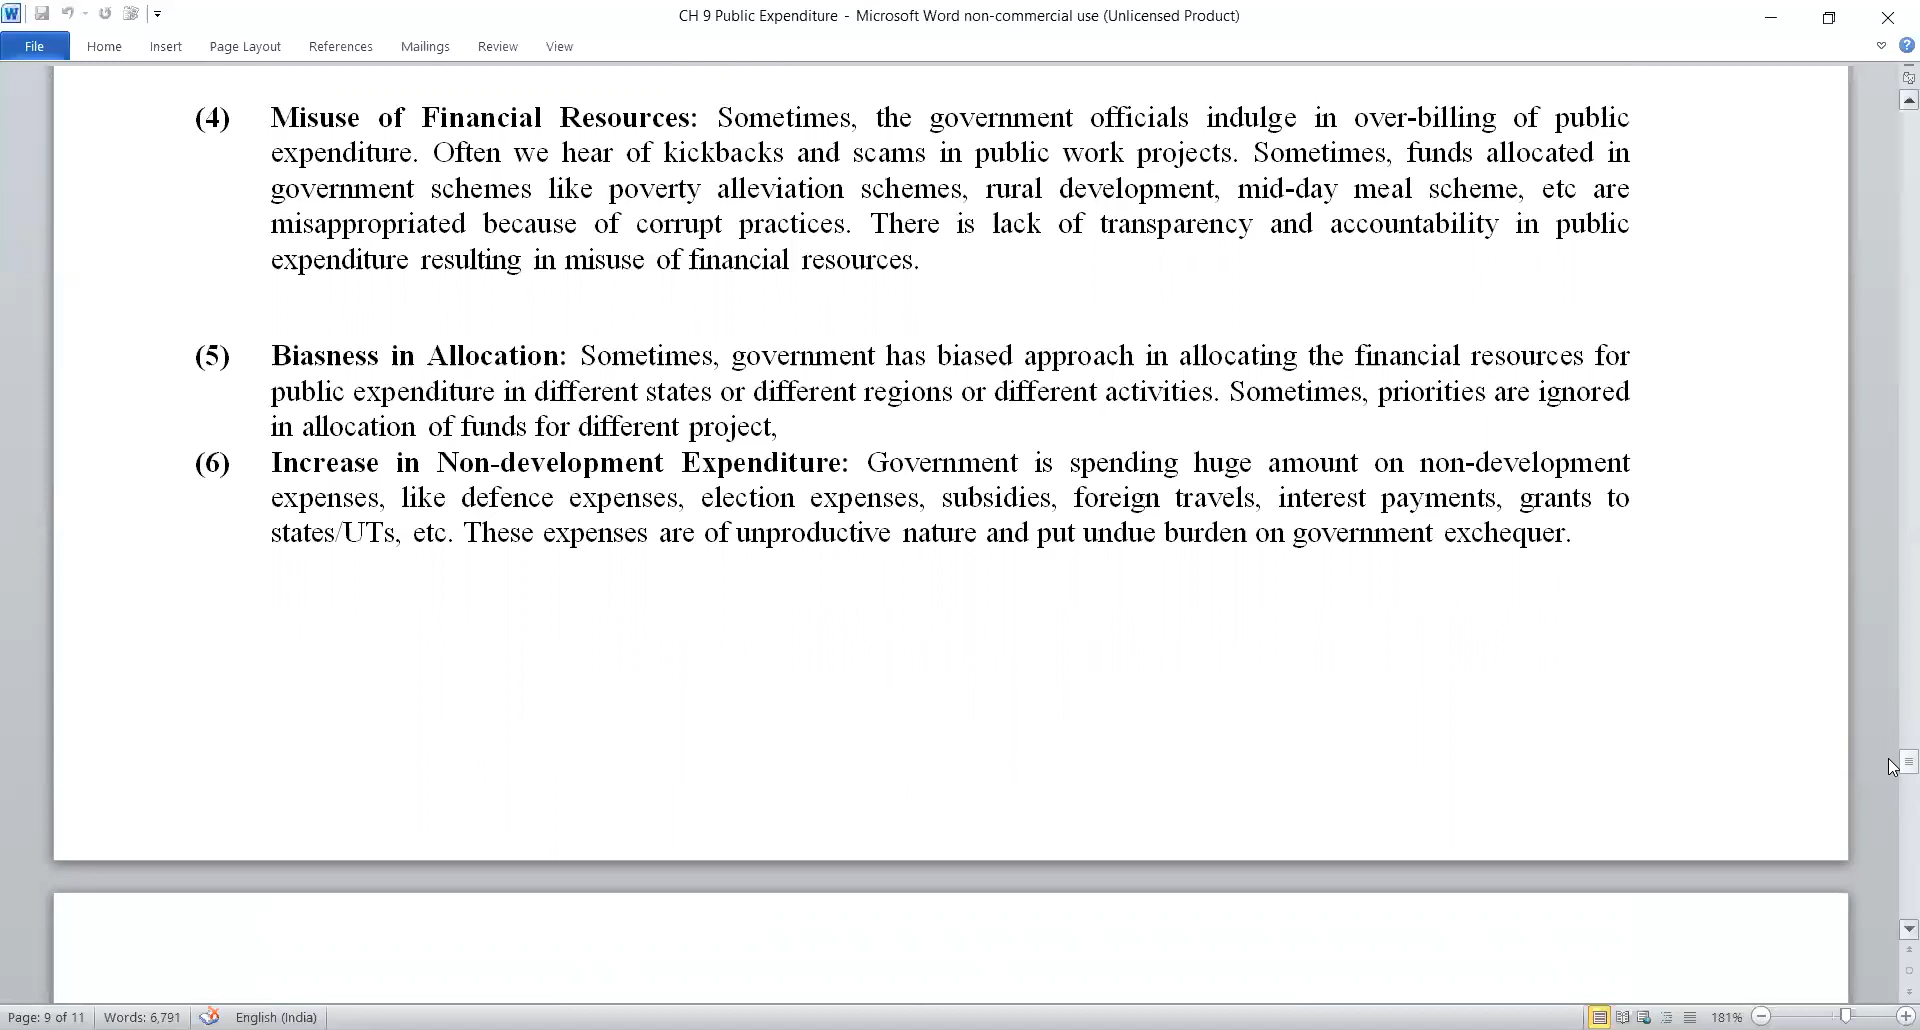 CH 9 Public Expenditure - Microsoft Word non-commercial use (Unlicensed Product)
File Home Insert Page Layout References Mailings Review View
(4) Misuse of Financial Resources: Sometimes, the government officials indulge in over-billing of public
expenditure. Often we hear of kickbacks and scams in public work projects. Sometimes, funds allocated in
government schemes like poverty alleviation schemes, rural development, mid-day meal scheme, etc are
misappropriated because of corrupt practices. There is lack of transparency and accountability in public
expenditure resulting in misuse of financial resources.
(5) Biasness in Allocation: Sometimes, government has biased approach in allocating the financial resources for
public expenditure in different states or different regions or different activities. Sometimes, priorities are ignored
in allocation of funds for different project,
(6) Increase in Non-development Expenditure: Government is spending huge amount on non-development
expenses, like defence expenses, election expenses, subsidies, foreign travels, interest payments, grants to
states/UTs, etc. These expenses are of unproductive nature and put undue burden on government exchequer.
Page: 9 of 11 Words: 6,791 English (India) 181%